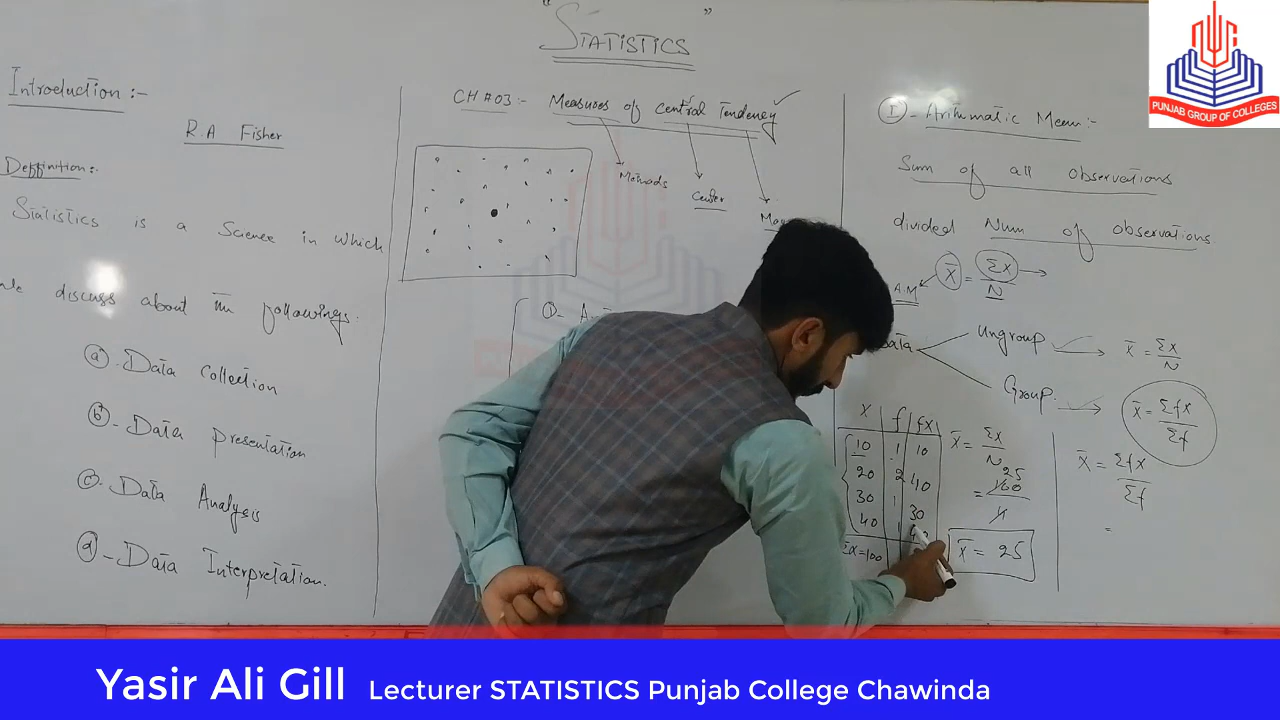 "STATISTICS"
Introduction:-
R.A Fisher
Deffinition:-
Statistics is a Science in which
we discuss about the followings.
(a). Data Collection
(b)- Data presentation
(c). Data Analysis
(d)- Data Interpretation.
CH # 03:- Measures of Central Tendency
Methods
Center
(I)- Arithmatic Mean:-
Sum of all observations
divided Num of observations
A.M X̄ = ΣX / N
Data
Ungroup X̄ = ΣX / N
Group X̄ = Σfx / Σf
X f fx
10 1 10
20 2 40
30 1 30
40 1
ΣX=100
X̄ = ΣX / N
= 100 / 4 25
X̄ = 25
X̄ = Σfx / Σf
=
PUNJAB GROUP OF COLLEGES
Yasir Ali Gill Lecturer STATISTICS Punjab College Chawinda